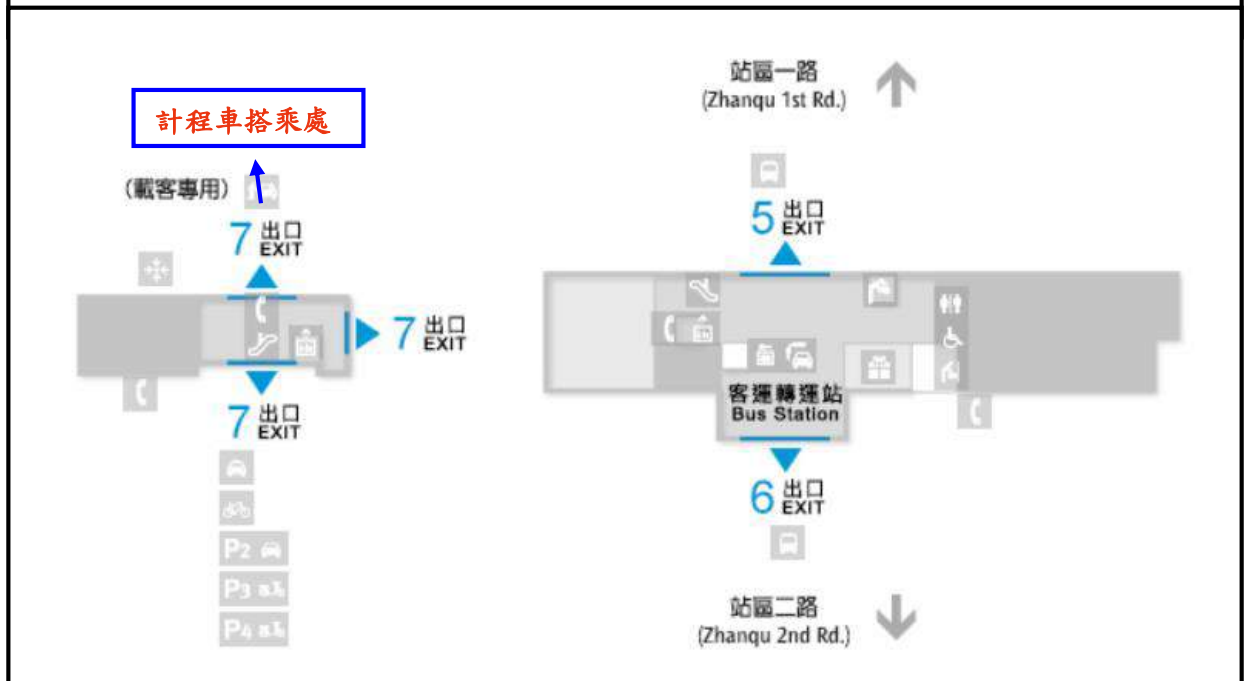 計程車搭乘處
(載客專用)
7 出口
EXIT
7 出口
EXIT
7 出口
EXIT
P2
P3
P4
站區一路
(Zhanqu 1st Rd.)
5 出口
EXIT
客運轉運站
Bus Station
6 出口
EXIT
站區二路
(Zhanqu 2nd Rd.)